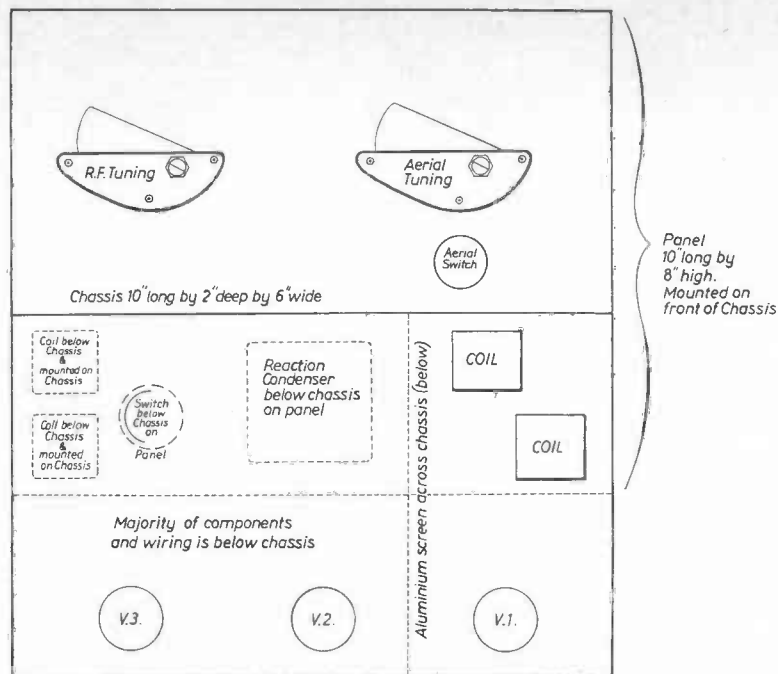 R.F. Tuning
Aerial
Tuning
Aerial
Switch
Chassis 10" long by 2" deep by 6" wide
Panel
10" long by
8" high.
Mounted on
front of Chassis
Coil below
Chassis
&
mounted on
Chassis
Switch
below
Chassis
on
Panel
Reaction
Condenser
below chassis
on panel
COIL
Coil below
Chassis
&
mounted
on Chassis
COIL
Aluminium screen across chassis (below)
Majority of components
and wiring is below chassis
V.3.
V.2.
V.1.